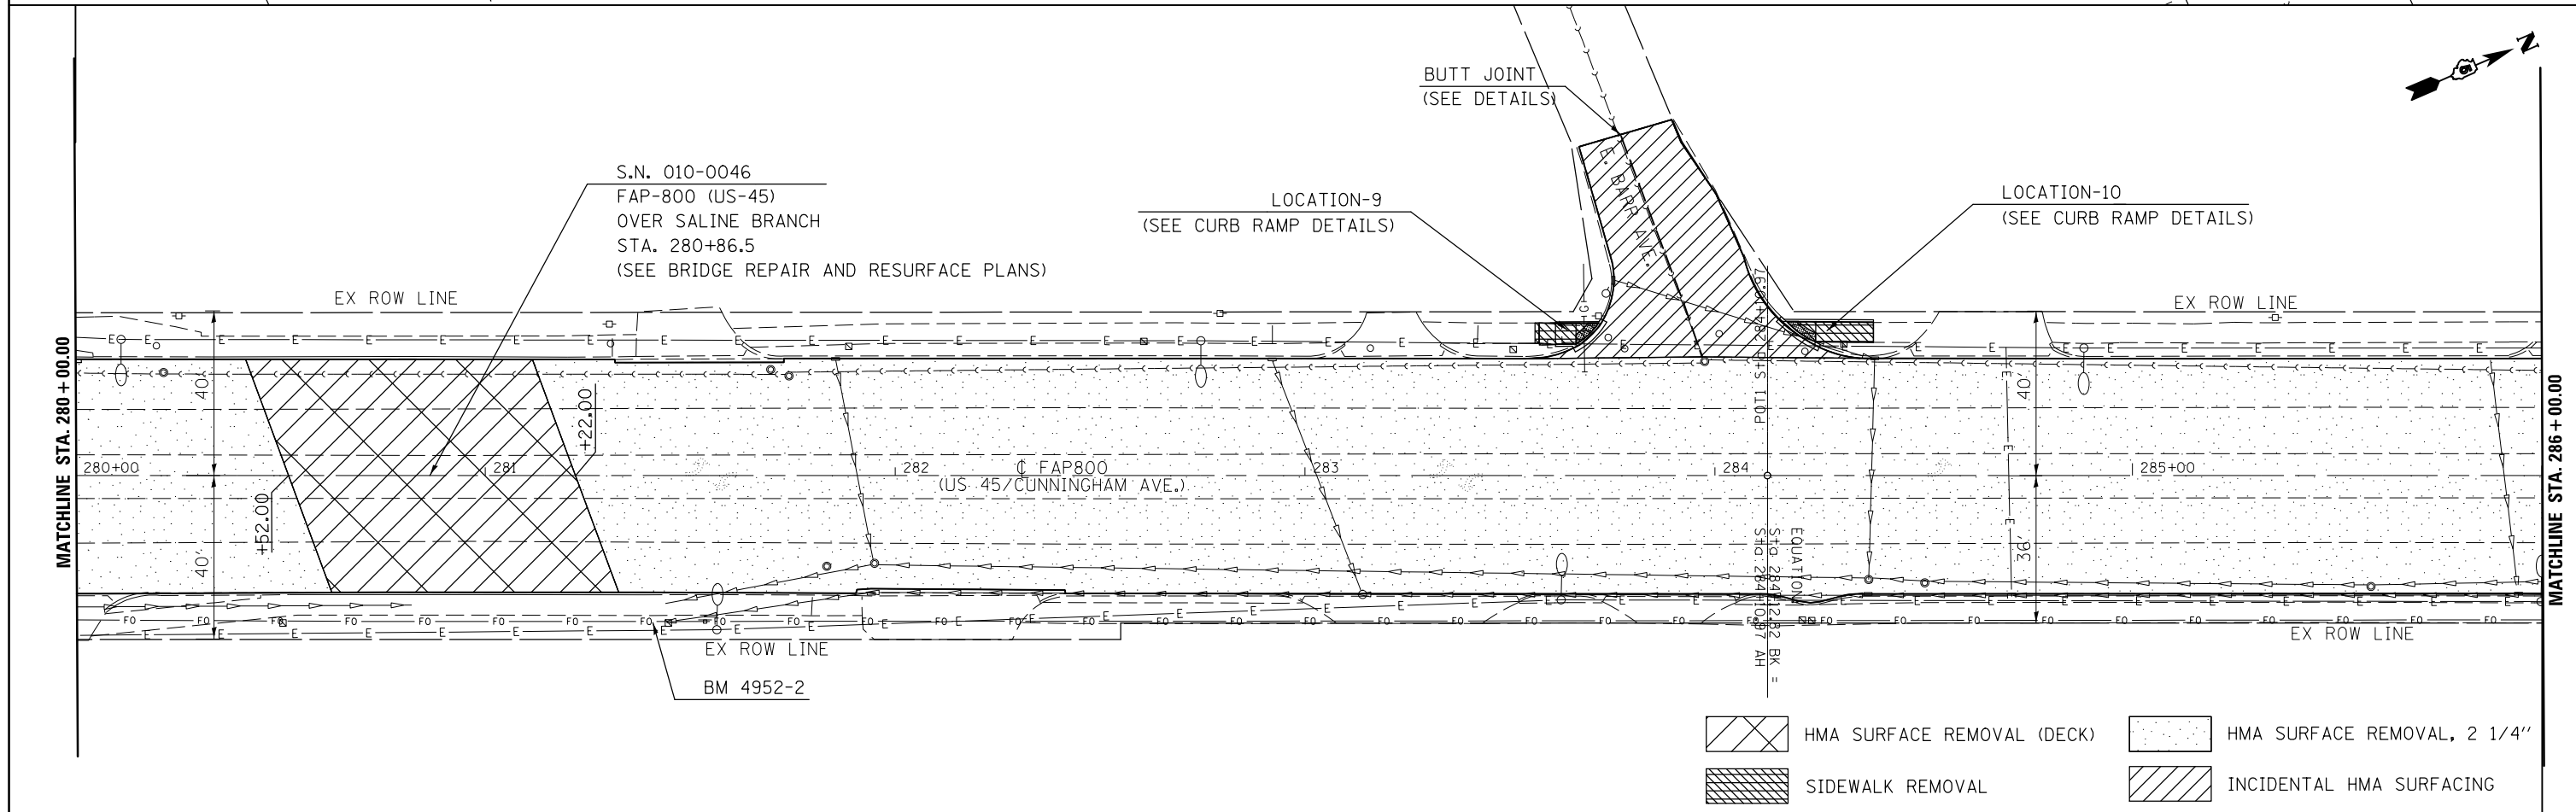 N
BUTT JOINT
(SEE DETAILS)
S.N. 010-0046
FAP-800 (US-45)
OVER SALINE BRANCH
STA. 280+86.5
(SEE BRIDGE REPAIR AND RESURFACE PLANS)
LOCATION-9
(SEE CURB RAMP DETAILS)
E. BARR AVE.
LOCATION-10
(SEE CURB RAMP DETAILS)
EX ROW LINE
EX ROW LINE
MATCHLINE STA. 280+00.00
40'
40'
280+00
+52.00
281
+22.00
282
℄ FAP800
(US 45/CUNNINGHAM AVE.)
283
284
285+00
40'
36'
EQUATION
MATCHLINE STA. 286+00.00
EX ROW LINE
EX ROW LINE
BM 4952-2
HMA SURFACE REMOVAL (DECK)
HMA SURFACE REMOVAL, 2 1/4"
SIDEWALK REMOVAL
INCIDENTAL HMA SURFACING